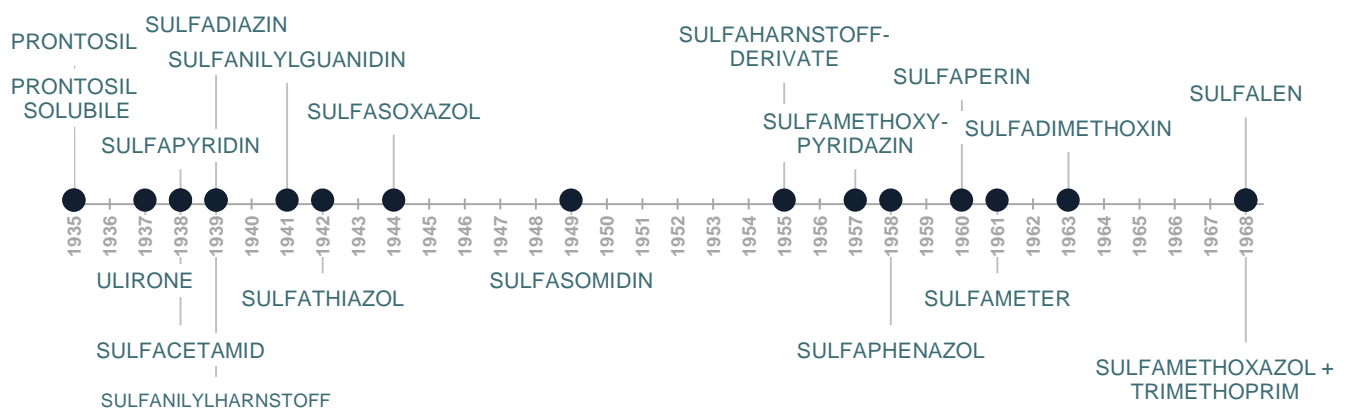 SULFADIAZIN
PRONTOSIL
SULFANILYLGUANIDIN
PRONTOSIL
SOLUBILE
SULFAPYRIDIN
SULFASOXAZOL
SULFAHARNSTOFF-
DERIVATE
SULFAMETHOXY-
PYRIDAZIN
SULFAPERIN
SULFADIMETHOXIN
SULFALEN
1935
1936
1937
1938
1939
1940
1941
1942
1943
1944
1945
1946
1947
1948
1949
1950
1951
1952
1953
1954
1955
1956
1957
1958
1959
1960
1961
1962
1963
1964
1965
1966
1967
1968
ULIRONE
SULFATHIAZOL
SULFACETAMID
SULFANILYLHARNSTOFF
SULFASOMIDIN
SULFAMETER
SULFAPHENAZOL
SULFAMETHOXAZOL +
TRIMETHOPRIM